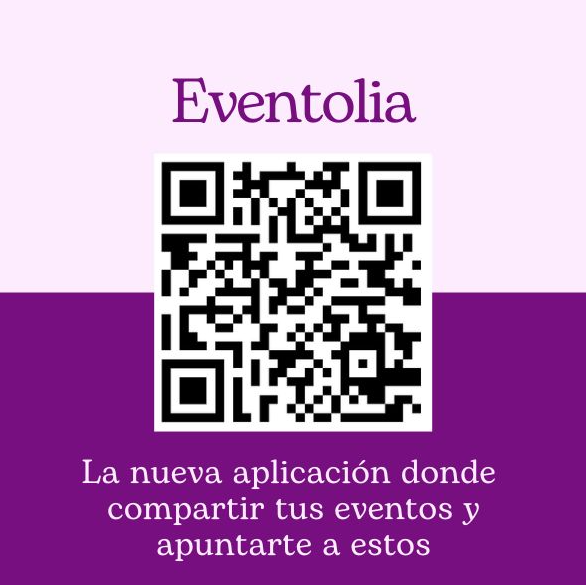 Eventolia
La nueva aplicación donde
compartir tus eventos y
apuntarte a estos